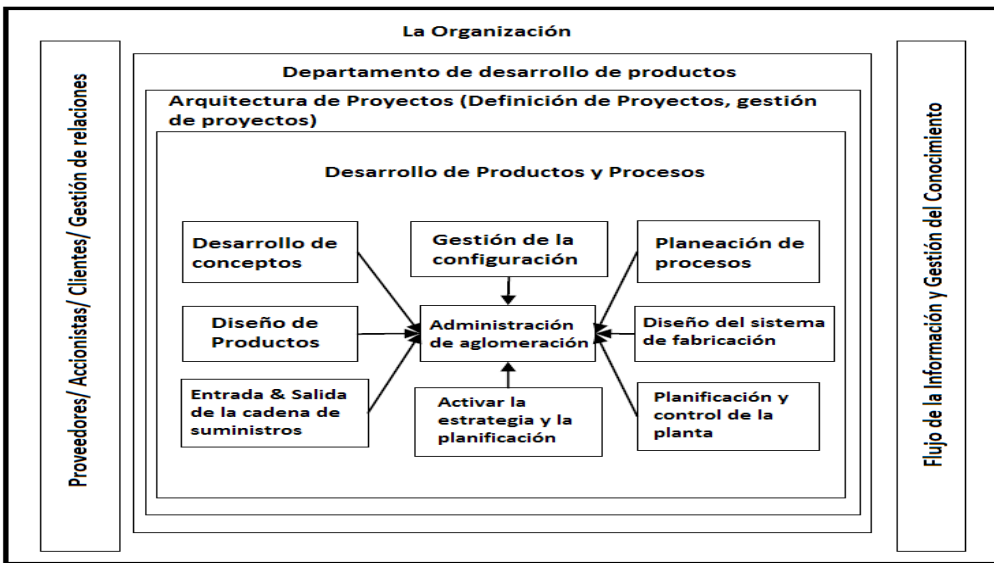 La Organización
Proveedores/ Accionistas/ Clientes/ Gestión de relaciones
Departamento de desarrollo de productos
Arquitectura de Proyectos (Definición de Proyectos, gestión
de proyectos)
Desarrollo de Productos y Procesos
Desarrollo de
conceptos
Gestión de la
configuración
Planeación de
procesos
Diseño de
Productos
Administración
de aglomeración
Diseño del sistema
de fabricación
Entrada & Salida
de la cadena de
suministros
Activar la
estrategia y la
planificación
Planificación y
control de la
planta
Flujo de la Información y Gestión del Conocimiento